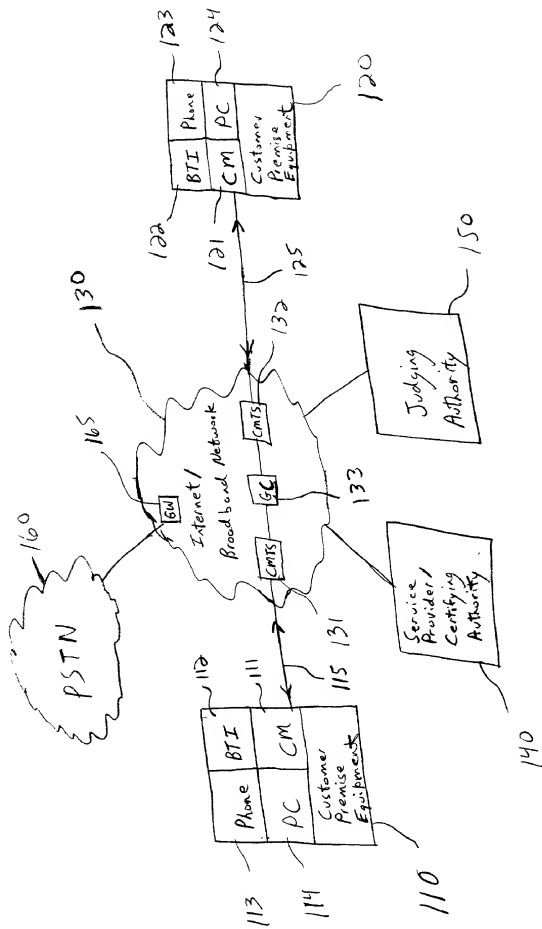 160
PSTN
165
130
GW
Internet/
Broadband Network
CMTS
GC
CMTS
131
133
132
113
112
Phone
BTI
PC
CM
Customer
Premise
Equipment
114
111
110
115
122
123
BTI
Phone
CM
PC
Customer
Premise
Equipment
121
124
120
125
Service
Provider/
Certifying
Authority
140
Judging
Authority
150